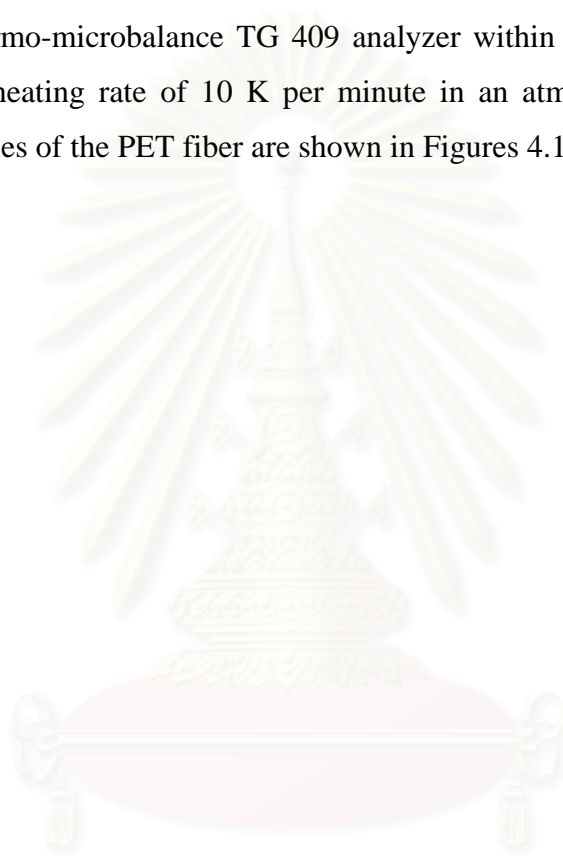 rmo-microbalance TG 409 analyzer within
heating rate of 10 K per minute in an atm
es of the PET fiber are shown in Figures 4.1